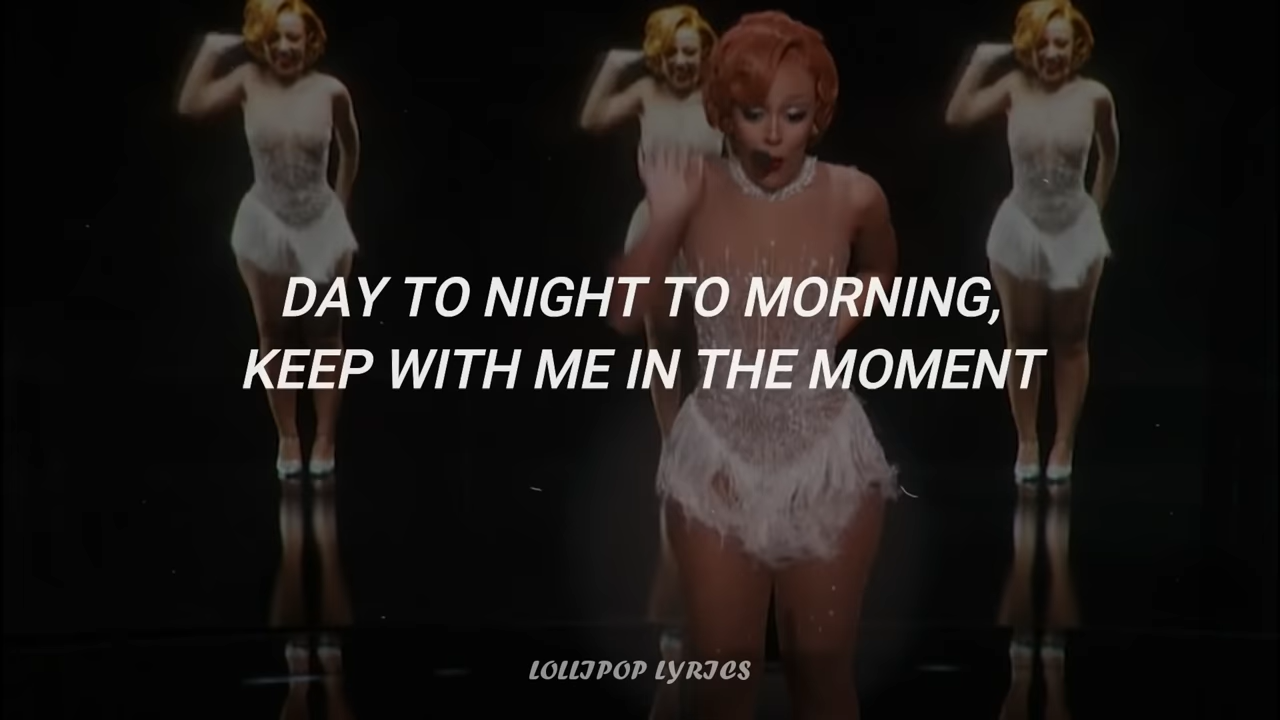 DAY TO NIGHT TO MORNING,
KEEP WITH ME IN THE MOMENT
LOLLIPOP LYRICS